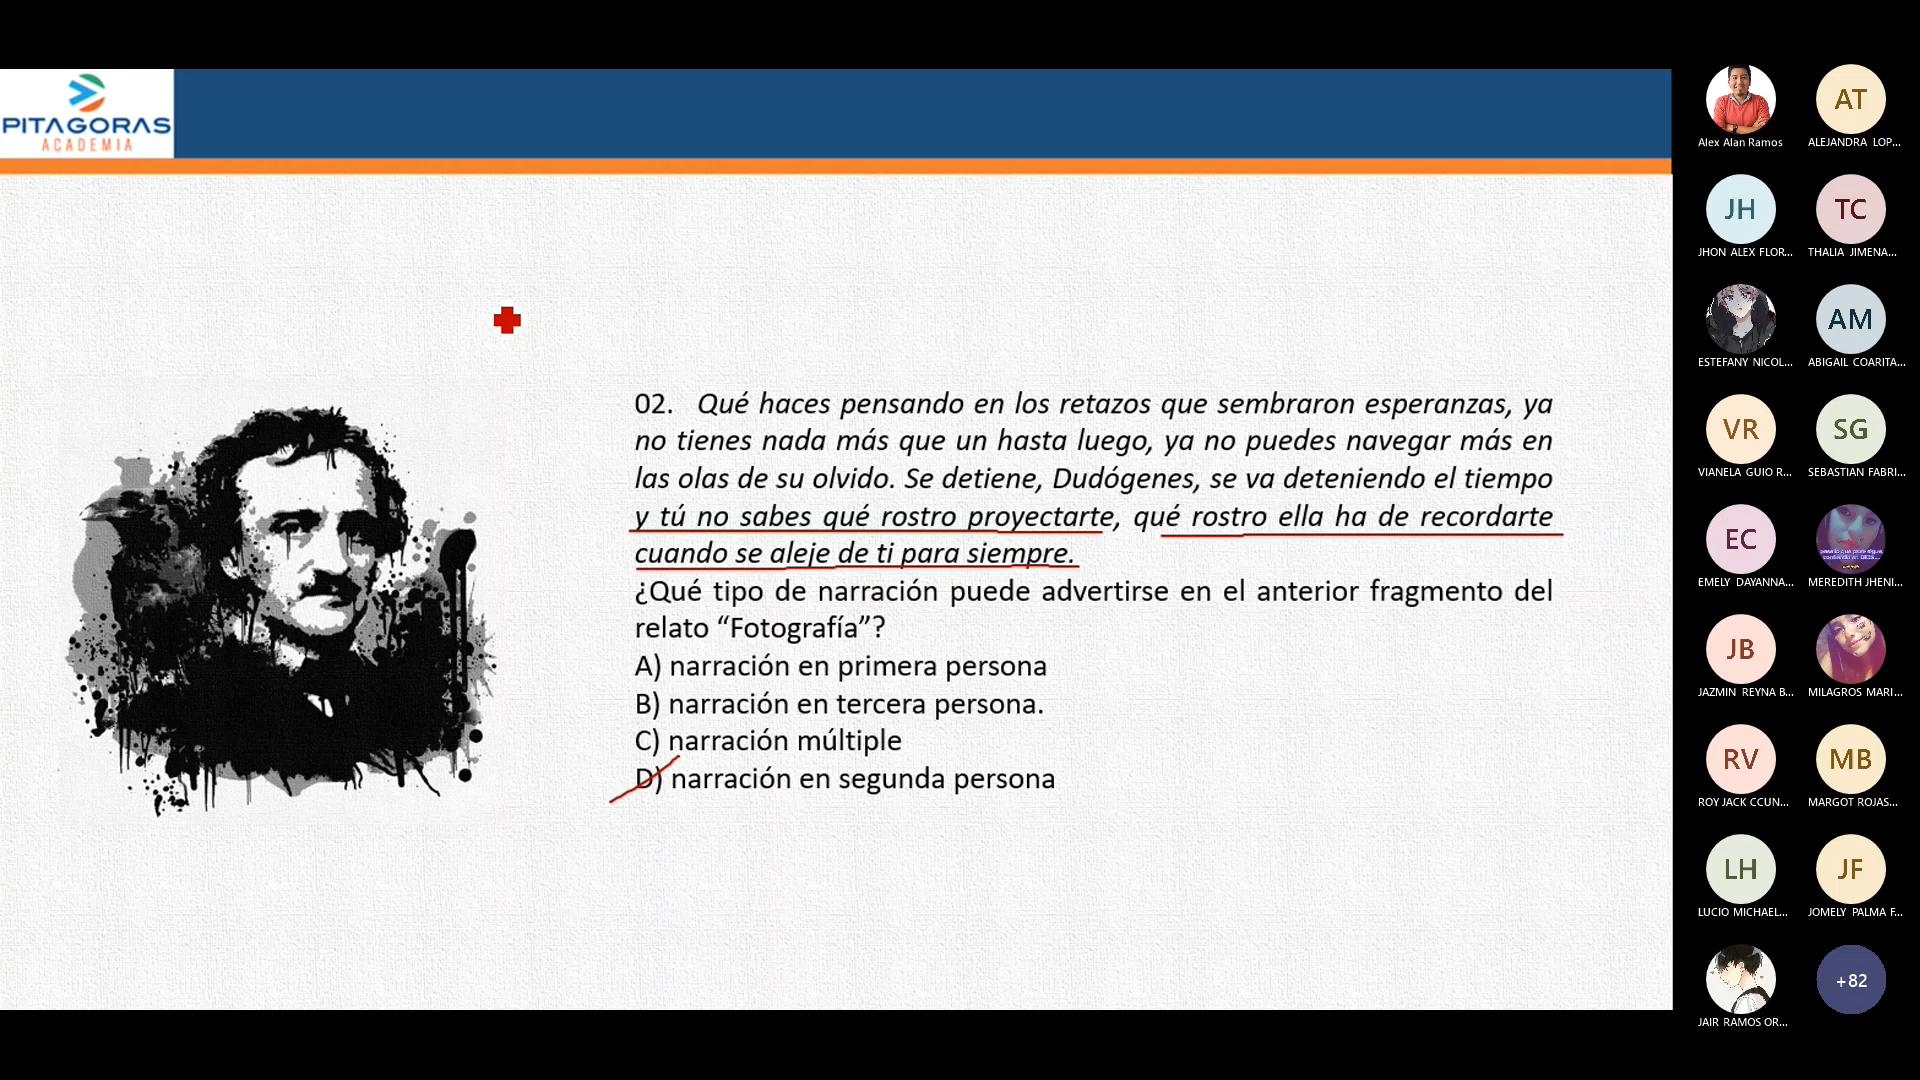 PITAGORAS
ACADEMIA
02. Qué haces pensando en los retazos que sembraron esperanzas, ya
no tienes nada más que un hasta luego, ya no puedes navegar más en
las olas de su olvido. Se detiene, Dudógenes, se va deteniendo el tiempo
y tú no sabes qué rostro proyectarte, qué rostro ella ha de recordarte
cuando se aleje de ti para siempre.
¿Qué tipo de narración puede advertirse en el anterior fragmento del
relato “Fotografía”?
A) narración en primera persona
B) narración en tercera persona.
C) narración múltiple
D) narración en segunda persona
AT
Alex Alan Ramos
ALEJANDRA LOP...
JH
TC
JHON ALEX FLOR...
THALIA JIMENA...
AM
ESTEFANY NICOL...
ABIGAIL COARITA...
VR
SG
VIANELA GUIO R...
SEBASTIAN FABRI...
EC
EMELY DAYANNA...
MEREDITH JHENI...
JB
JAZMIN REYNA B...
MILAGROS MARI...
RV
MB
ROY JACK CCUN...
MARGOT ROJAS...
LH
JF
LUCIO MICHAEL...
JOMELY PALMA F...
+82
JAIR RAMOS OR...